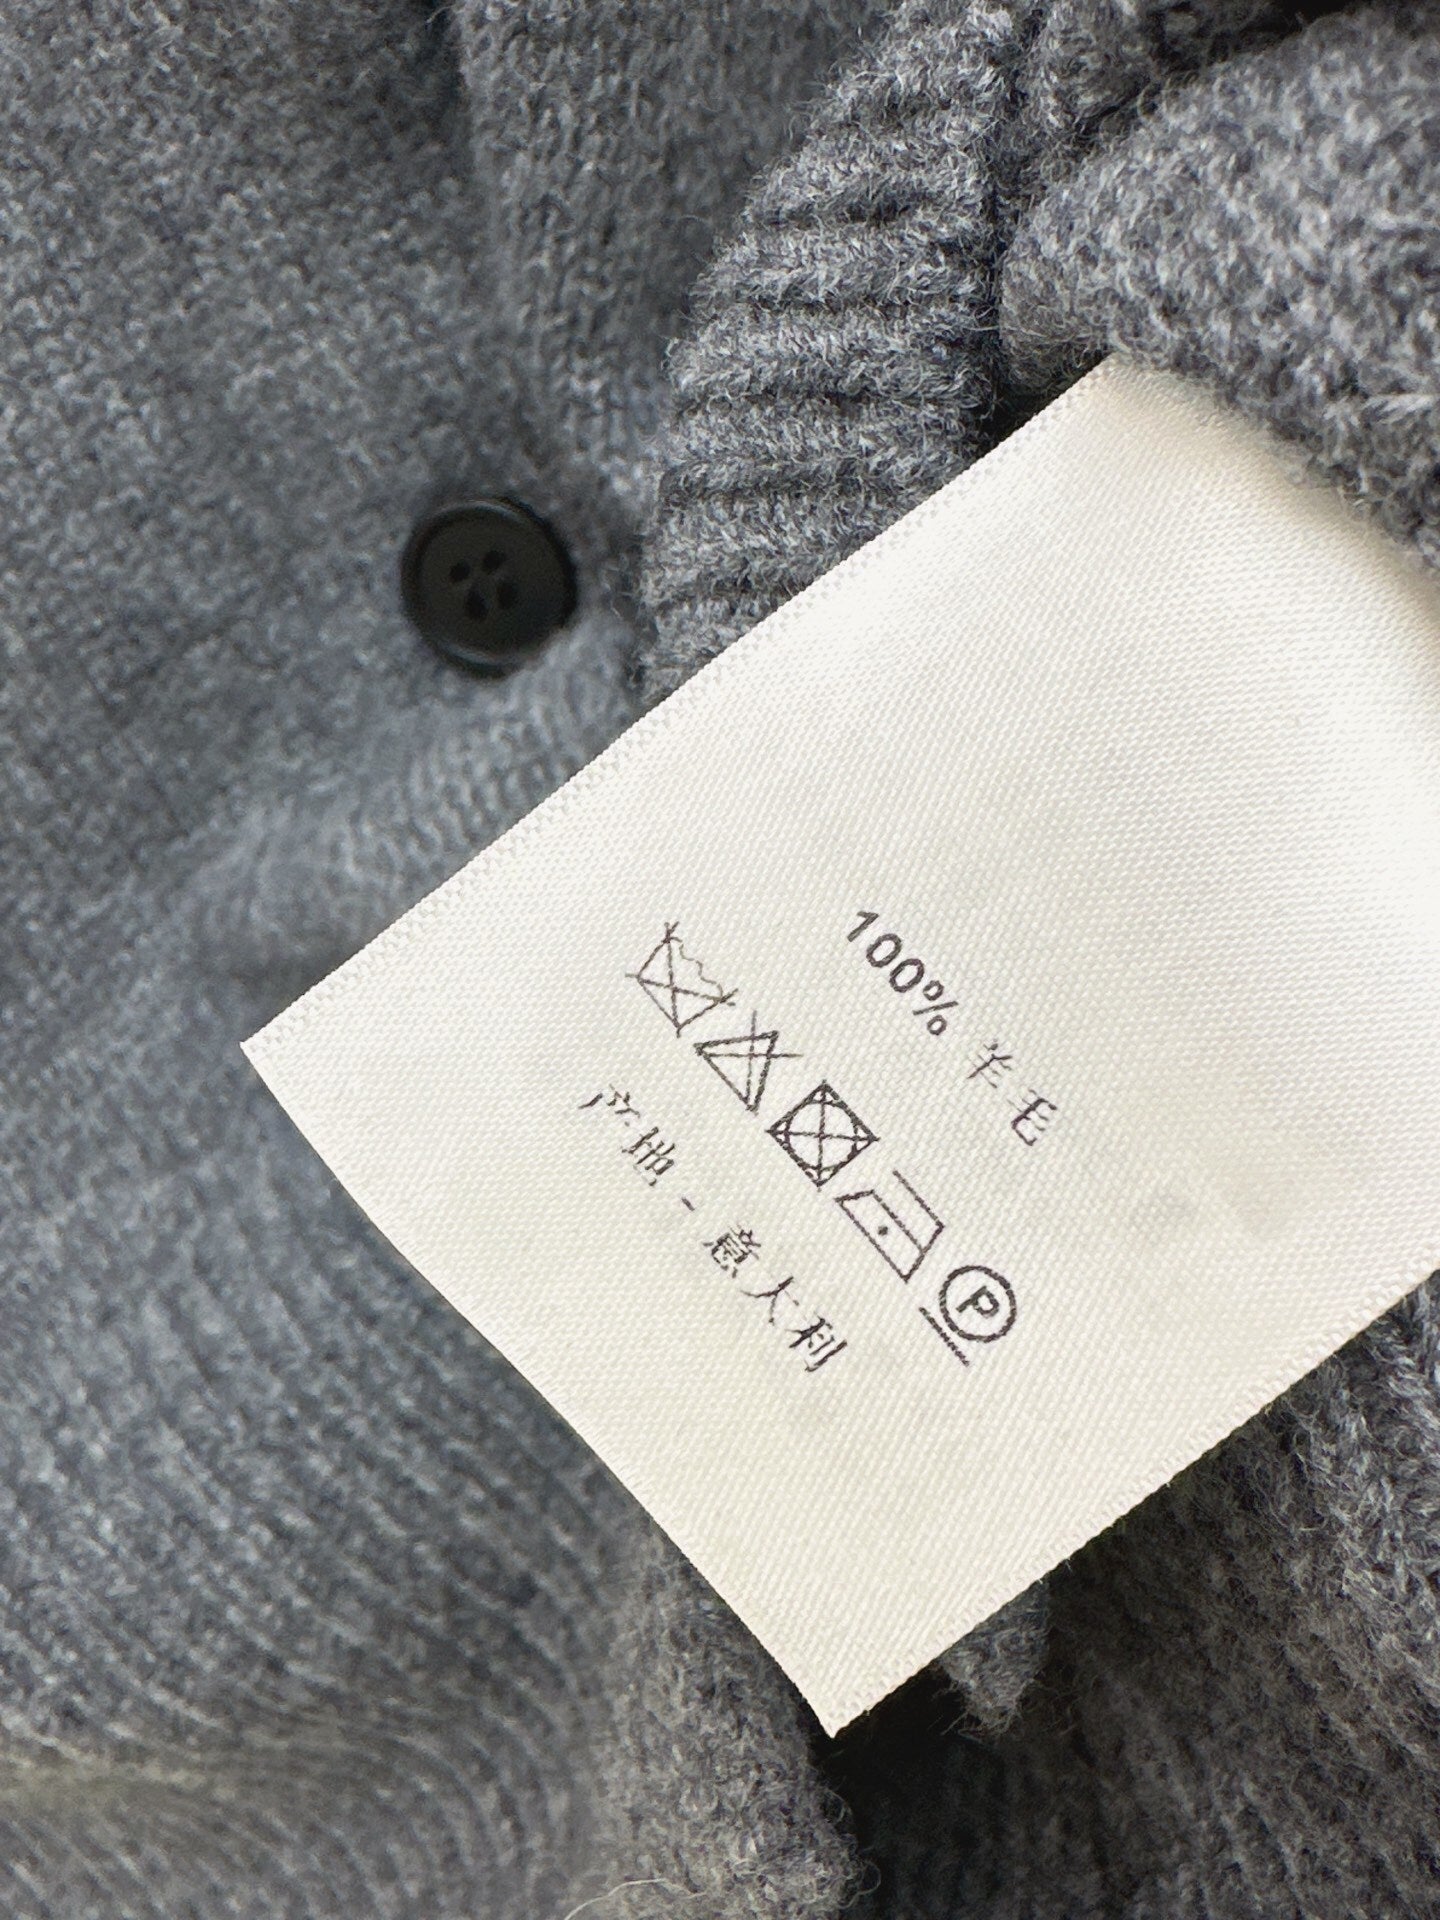 100% 羊毛
P
产地 - 意大利